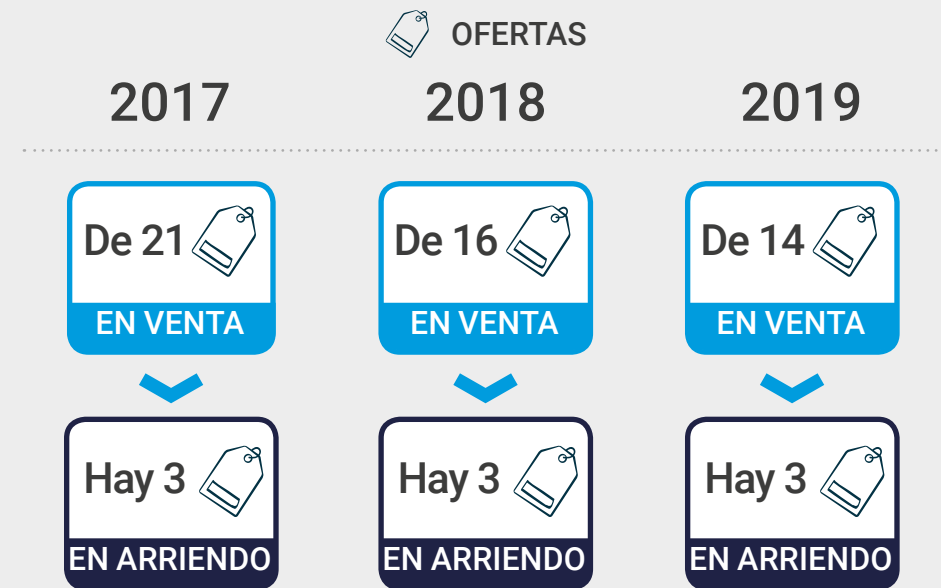 OFERTAS
2017 2018 2019
De 21 De 16 De 14
EN VENTA EN VENTA EN VENTA
Hay 3 Hay 3 Hay 3
EN ARRIENDO EN ARRIENDO EN ARRIENDO